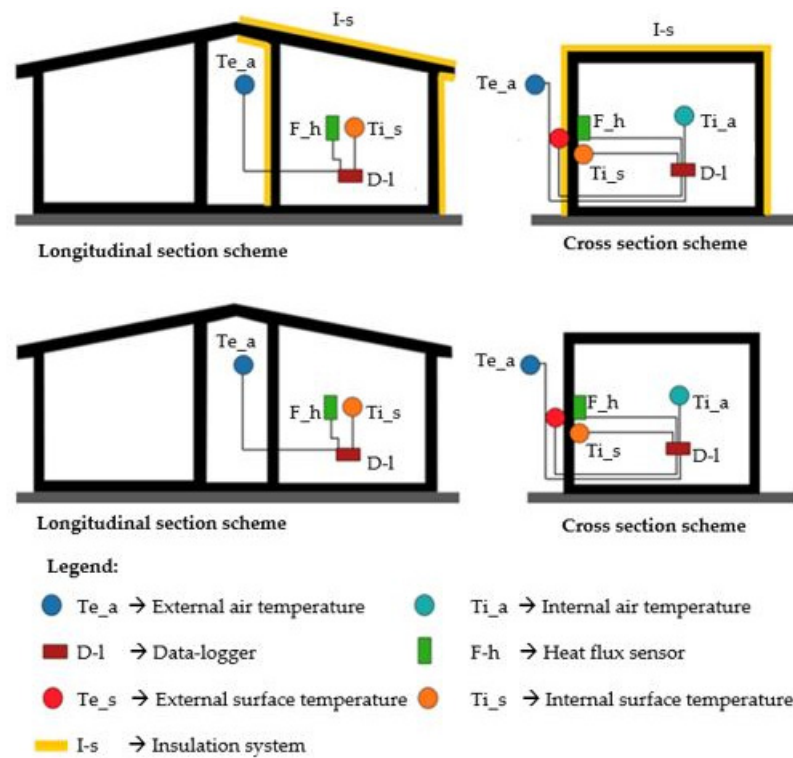 I-s
I-s
Te_a
Te_a
F_h
Ti_s
F_h
Ti_a
D-l
Ti_s
D-l
Longitudinal section scheme
Cross section scheme
Te_a
Te_a
F_h
Ti_s
F_h
Ti_a
D-l
Ti_s
D-l
Longitudinal section scheme
Cross section scheme
Legend:
Te_a → External air temperature
Ti_a → Internal air temperature
D-l → Data-logger
F-h → Heat flux sensor
Te_s → External surface temperature
Ti_s → Internal surface temperature
I-s → Insulation system